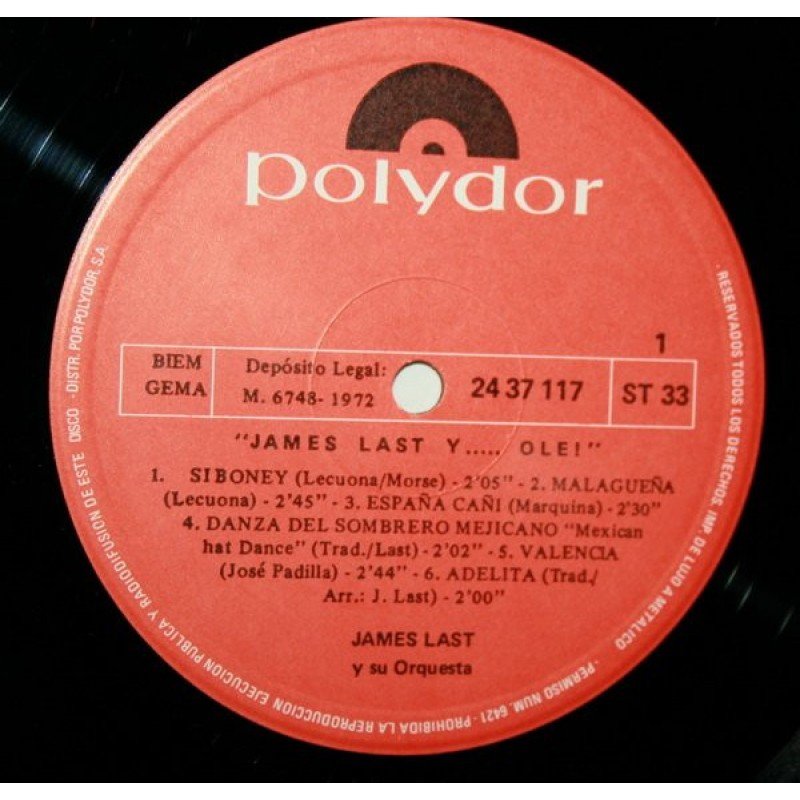 polydor
1
BIEM
GEMA
Depósito Legal:
M. 6748- 1972
24 37 117
ST 33
"JAMES LAST Y..... OLE!"
1. SIBONEY (Lecuona/Morse) - 2'05" - 2. MALAGUEÑA
(Lecuona) - 2'45" - 3. ESPAÑA CAÑI (Marquina) - 2'30"
4. DANZA DEL SOMBRERO MEJICANO "Mexican
hat Dance" (Trad./Last) - 2'02" - 5. VALENCIA
(José Padilla) - 2'44" - 6. ADELITA (Trad./
Arr.: J. Last) - 2'00"
JAMES LAST
y su Orquesta
· RESERVADOS TODOS LOS DERECHOS. IMP. DE LUJO A METALICO · PERMISO NUM. 6421 · PROHIBIDA LA REPRODUCCION EJECUCION PUBLICA Y RADIODIFUSION DE ESTE DISCO · DISTR. POR POLYDOR, S.A.